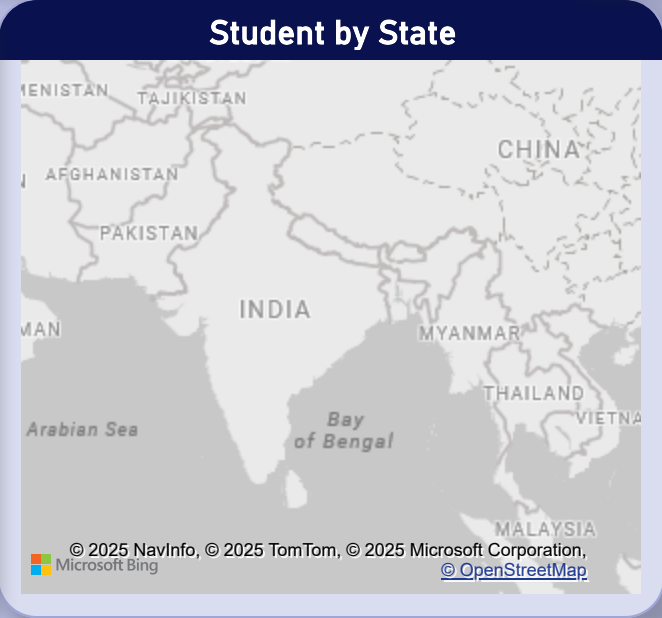 Student by State
MENISTAN
TAJIKISTAN
CHINA
AFGHANISTAN
PAKISTAN
INDIA
MAN
MYANMAR
THAILAND
VIETNA
Arabian Sea
Bay
of Bengal
MALAYSIA
© 2025 NavInfo, © 2025 TomTom, © 2025 Microsoft Corporation,
Microsoft Bing
© OpenStreetMap